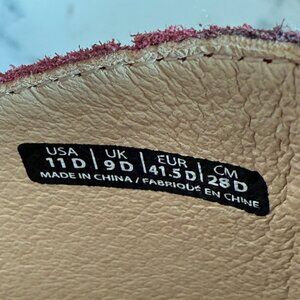 USA | UK | EUR | CM
11 D | 9 D | 41.5 D | 28 D
MADE IN CHINA / FABRIQUÉ EN CHINE